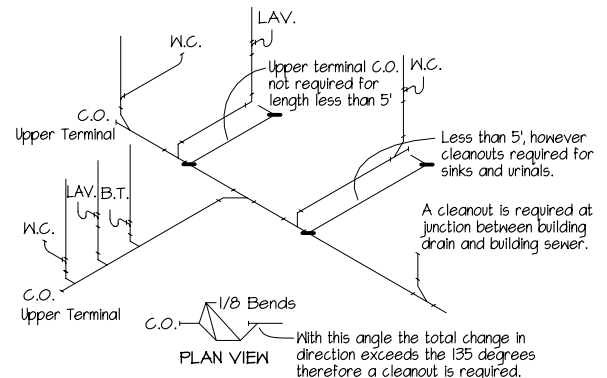 LAV.
W.C.
Upper terminal C.O.
not required for
length less than 5'
W.C.
C.O.
Upper Terminal
Less than 5', however
cleanouts required for
sinks and urinals.
LAV.
B.T.
W.C.
A cleanout is required at
junction between building
drain and building sewer.
C.O.
Upper Terminal
1/8 Bends
C.O.
With this angle the total change in
direction exceeds the 135 degrees
therefore a cleanout is required.
PLAN VIEW